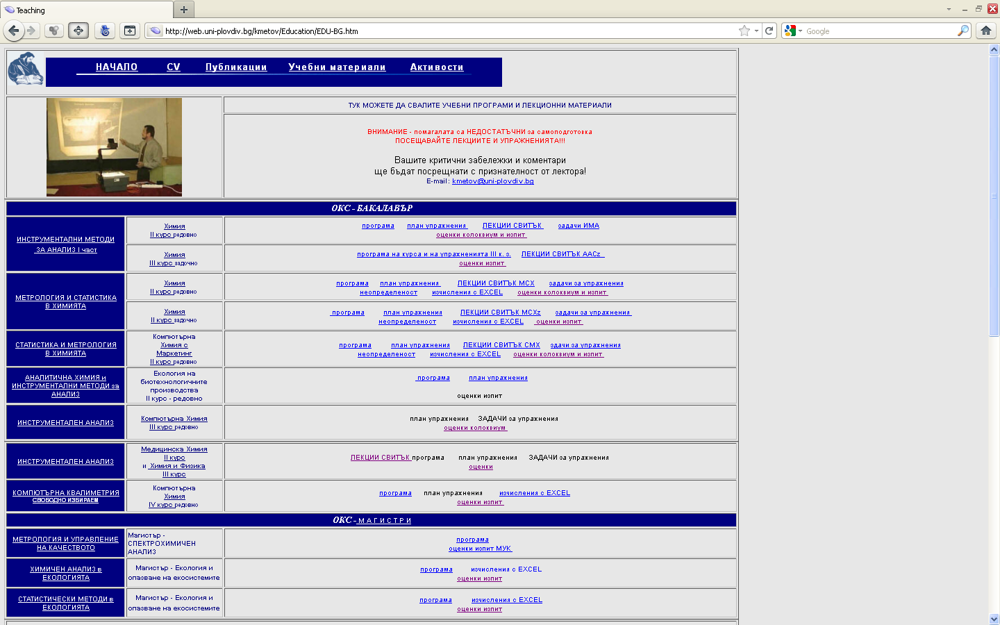 Teaching
http://web.uni-plovdiv.bg/kmetov/Education/EDU-BG.htm
Google
НАЧАЛО CV Публикации Учебни материали Активости
ТУК МОЖЕТЕ ДА СВАЛИТЕ УЧЕБНИ ПРОГРАМИ И ЛЕКЦИОННИ МАТЕРИАЛИ
ВНИМАНИЕ - помагалата са НЕДОСТАТЪЧНИ за самоподготовка
ПОСЕЩАВАЙТЕ ЛЕКЦИИТЕ И УПРАЖНЕНИЯТА!!!
Вашите критични забележки и коментари
ще бъдат посрещнати с признателност от лектора!
E-mail: kmetov@uni-plovdiv.bg
ОКС - БАКАЛАВЪР
ИНСТРУМЕНТАЛНИ МЕТОДИ
ЗА АНАЛИЗ I част
Химия
II курс редовно
програма план упражнения ЛЕКЦИИ СВИТЪК задачи ИМА
оценки колоквиум и изпит
Химия
III курс задочно
програма на курса и на упражненията III к. з. ЛЕКЦИИ СВИТЪК ААСz
оценки изпит
МЕТРОЛОГИЯ И СТАТИСТИКА
В ХИМИЯТА
Химия
II курс редовно
програма план упражнения ЛЕКЦИИ СВИТЪК МСХ задачи за упражнения
неопределеност изчисления с EXCEL оценки колоквиум и изпит
Химия
II курс задочно
програма план упражнения ЛЕКЦИИ СВИТЪК МСХz задачи за упражнения
неопределеност изчисления с EXCEL оценки изпит
СТАТИСТИКА И МЕТРОЛОГИЯ
В ХИМИЯТА
Компютърна
Химия с
Маркетинг
II курс редовно
програма план упражнения ЛЕКЦИИ СВИТЪК СМХ здачи за упражнения
неопределеност изчисления с EXCEL оценки колоквиум и изпит
АНАЛИТИЧНА ХИМИЯ и
ИНСТРУМЕНТАЛНИ МЕТОДИ за
АНАЛИЗ
Екология на
биотехнологичните
производства
II курс - редовно
програма план упражнения
оценки изпит
ИНСТРУМЕНТАЛЕН АНАЛИЗ
Компютърна Химия
III курс редовно
план упражнения ЗАДАЧИ за упражнения
оценки колоквиум
ИНСТРУМЕНТАЛЕН АНАЛИЗ
Медицинска Химия
II курс
и Химия и Физика
III курс
ЛЕКЦИИ СВИТЪК програма план упражнения ЗАДАЧИ за упражнения
оценки
КОМПЮТЪРНА КВАЛИМЕТРИЯ
СВОБОДНО ИЗБИРАЕМ
Компютърна
Химия
IV курс редовно
програма план упражнения изчисления с EXCEL
оценки изпит
ОКС - М А Г И С Т Р И
МЕТРОЛОГИЯ И УПРАВЛЕНИЕ
НА КАЧЕСТВОТО
Магистър -
СПЕКТРОХИМИЧЕН
АНАЛИЗ
програма
оценки изпит МУК
ХИМИЧЕН АНАЛИЗ в
ЕКОЛОГИЯТА
Магистър - Екология и
опазване на екосистемите
програма изчисления с EXCEL
оценки изпит
СТАТИСТИЧЕСКИ МЕТОДИ в
ЕКОЛОГИЯТА
Магистър - Екология и
опазване на екосистемите
програма изчисления с EXCEL
оценки изпит